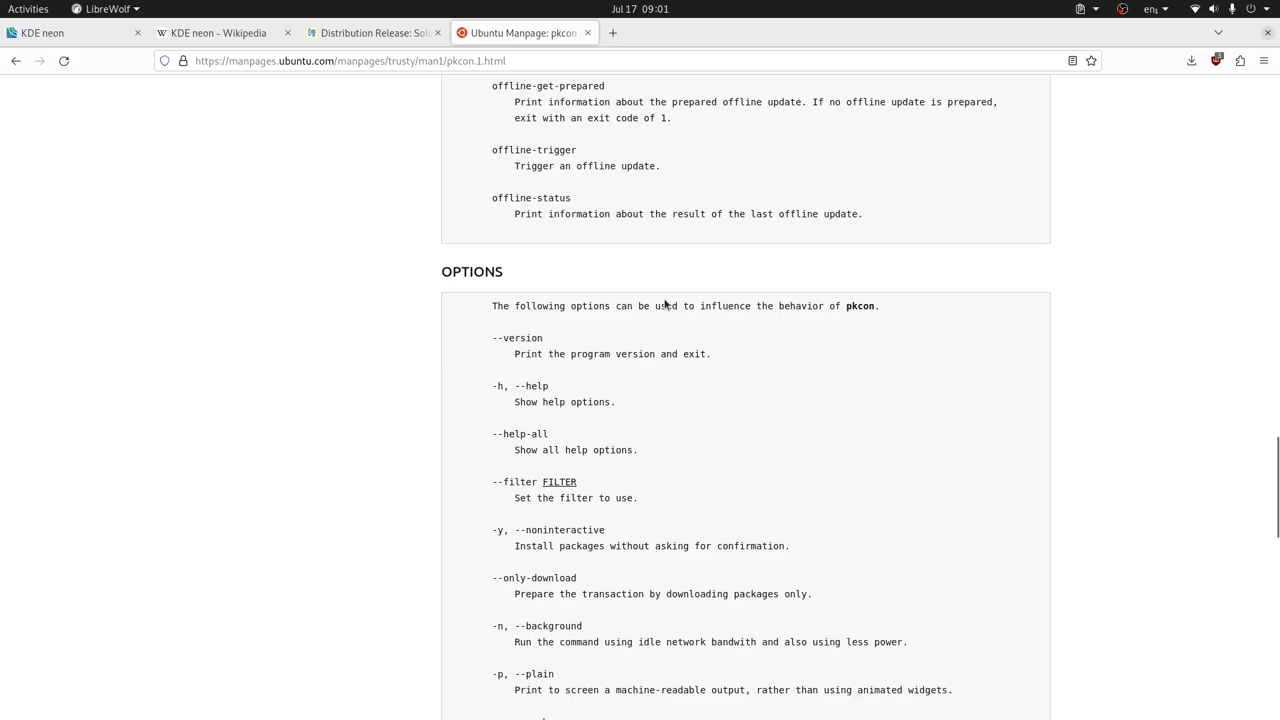 Activities
LibreWolf
Jul 17 09:01
en₁
KDE neon
KDE neon - Wikipedia
Distribution Release: Sol
Ubuntu Manpage: pkcon
https://manpages.ubuntu.com/manpages/trusty/man1/pkcon.1.html
3
offline-get-prepared
Print information about the prepared offline update. If no offline update is prepared,
exit with an exit code of 1.
offline-trigger
Trigger an offline update.
offline-status
Print information about the result of the last offline update.
OPTIONS
The following options can be used to influence the behavior of pkcon.
--version
Print the program version and exit.
-h, --help
Show help options.
--help-all
Show all help options.
--filter FILTER
Set the filter to use.
-y, --noninteractive
Install packages without asking for confirmation.
--only-download
Prepare the transaction by downloading packages only.
-n, --background
Run the command using idle network bandwith and also using less power.
-p, --plain
Print to screen a machine-readable output, rather than using animated widgets.